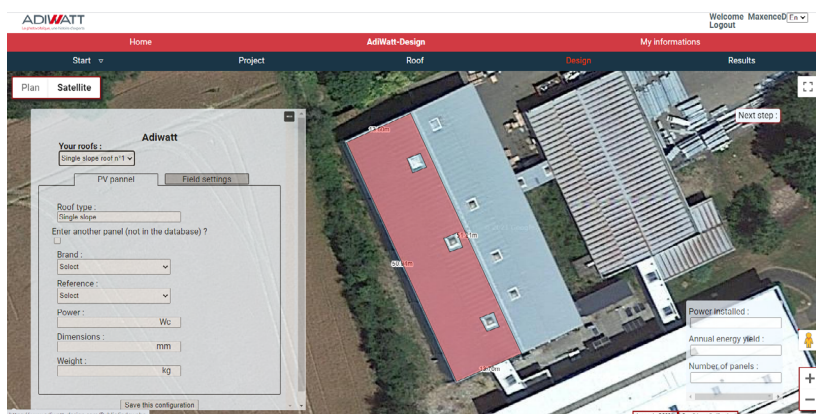 ADIWATT
Welcome MaxenceD
Logout
Home
AdiWatt-Design
My informations
Start
Project
Roof
Design
Results
Plan
Satellite
Next step :
Adiwatt
Your roofs :
Single slope roof n°1
PV pannel
Field settings
Roof type :
Single slope
Enter another panel (not in the database) ?
Brand :
Select
Reference :
Select
Power :
Wc
Dimensions :
mm
Weight :
kg
Save this configuration
Power installed :
Annual energy yield :
Number of panels :